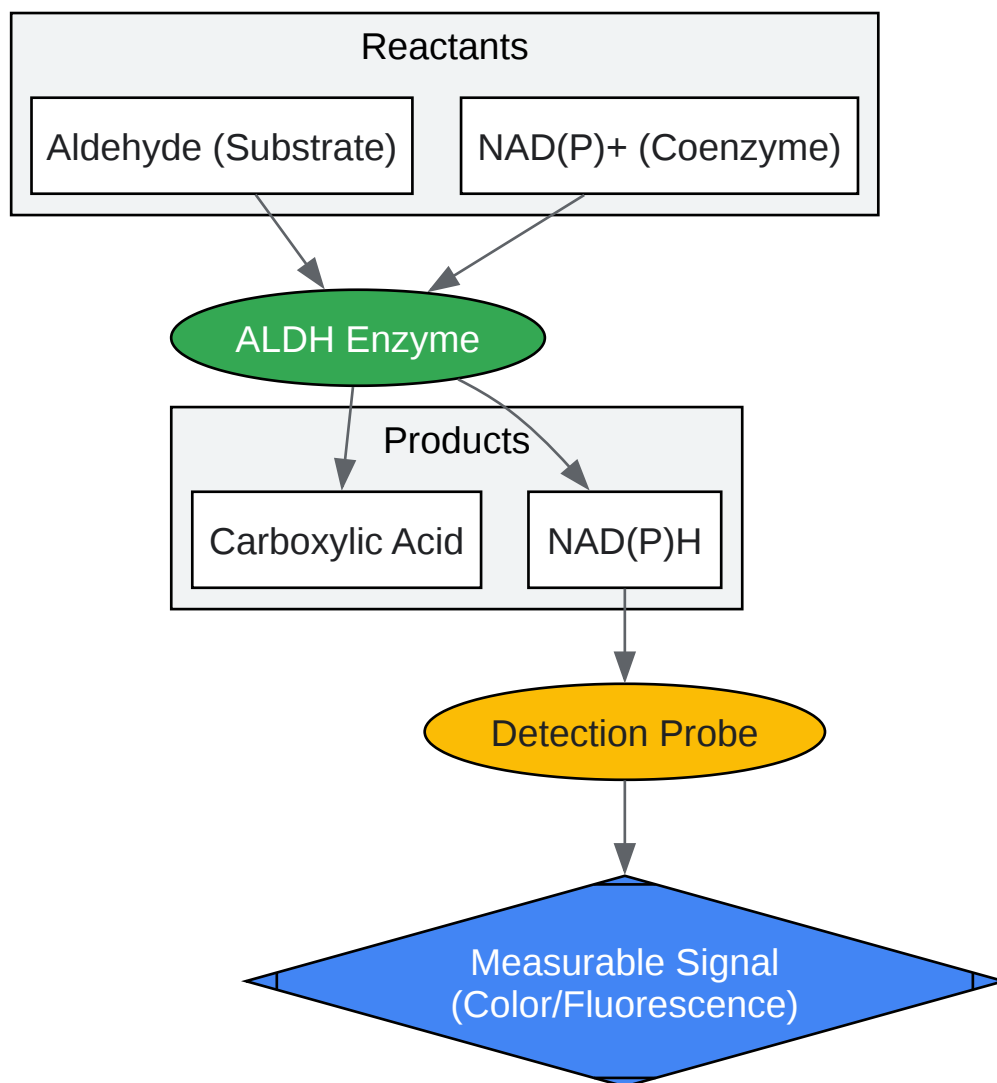 Reactants
Aldehyde (Substrate)
NAD(P)+ (Coenzyme)
ALDH Enzyme
Products
Carboxylic Acid
NAD(P)H
Detection Probe
Measurable Signal
(Color/Fluorescence)